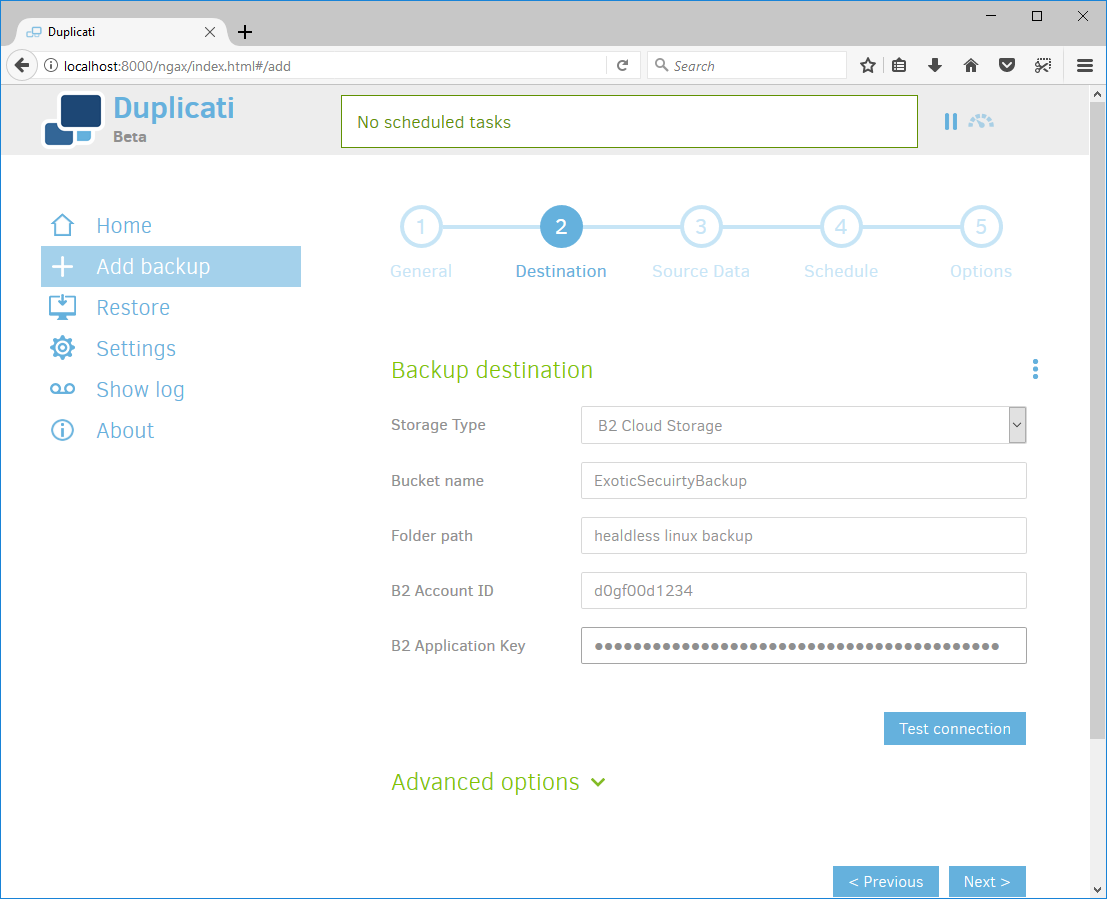 Duplicati
localhost:8000/ngax/index.html#/add
Search
Duplicati
Beta
No scheduled tasks
Home
Add backup
Restore
Settings
Show log
About
1 2 3 4 5
General Destination Source Data Schedule Options
Backup destination
Storage Type B2 Cloud Storage
Bucket name ExoticSecuirtyBackup
Folder path healdless linux backup
B2 Account ID d0gf00d1234
B2 Application Key ●●●●●●●●●●●●●●●●●●●●●●●●●●●●●●●●●●●●●●●●●●
Test connection
Advanced options
< Previous Next >